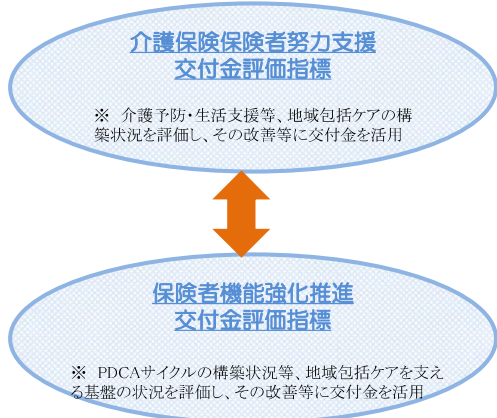 介護保険保険者努力支援
交付金評価指標
※ 介護予防・生活支援等、地域包括ケアの構
築状況を評価し、その改善等に交付金を活用
保険者機能強化推進
交付金評価指標
※ PDCAサイクルの構築状況等、地域包括ケアを支え
る基盤の状況を評価し、その改善等に交付金を活用